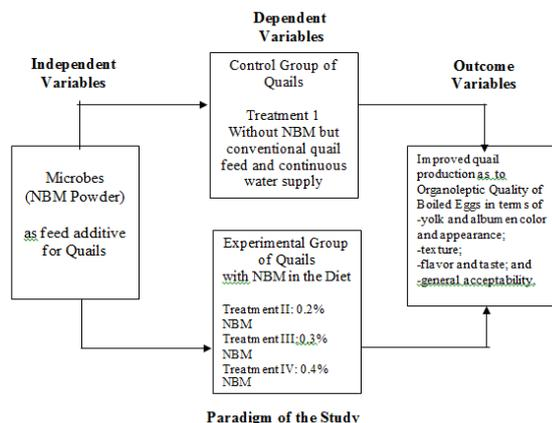 Dependent
Variables
Independent
Variables
Outcome
Variables
Control Group of
Quails
Treatment 1
Without NBM but
conventional quail
feed and continuous
water supply
Microbes
(NBM Powder)
as feed additive
for Quails
Improved quail
production as to
Organoleptic Quality of
Boiled Eggs in terms of
-yolk and albumen color
and appearance;
-texture;
-flavor and taste; and
-general acceptability.
Experimental Group
of Quails
with NBM in the Diet
Treatment II: 0.2%
NBM
Treatment III:0.3%
NBM
Treatment IV: 0.4%
NBM
Paradigm of the Study